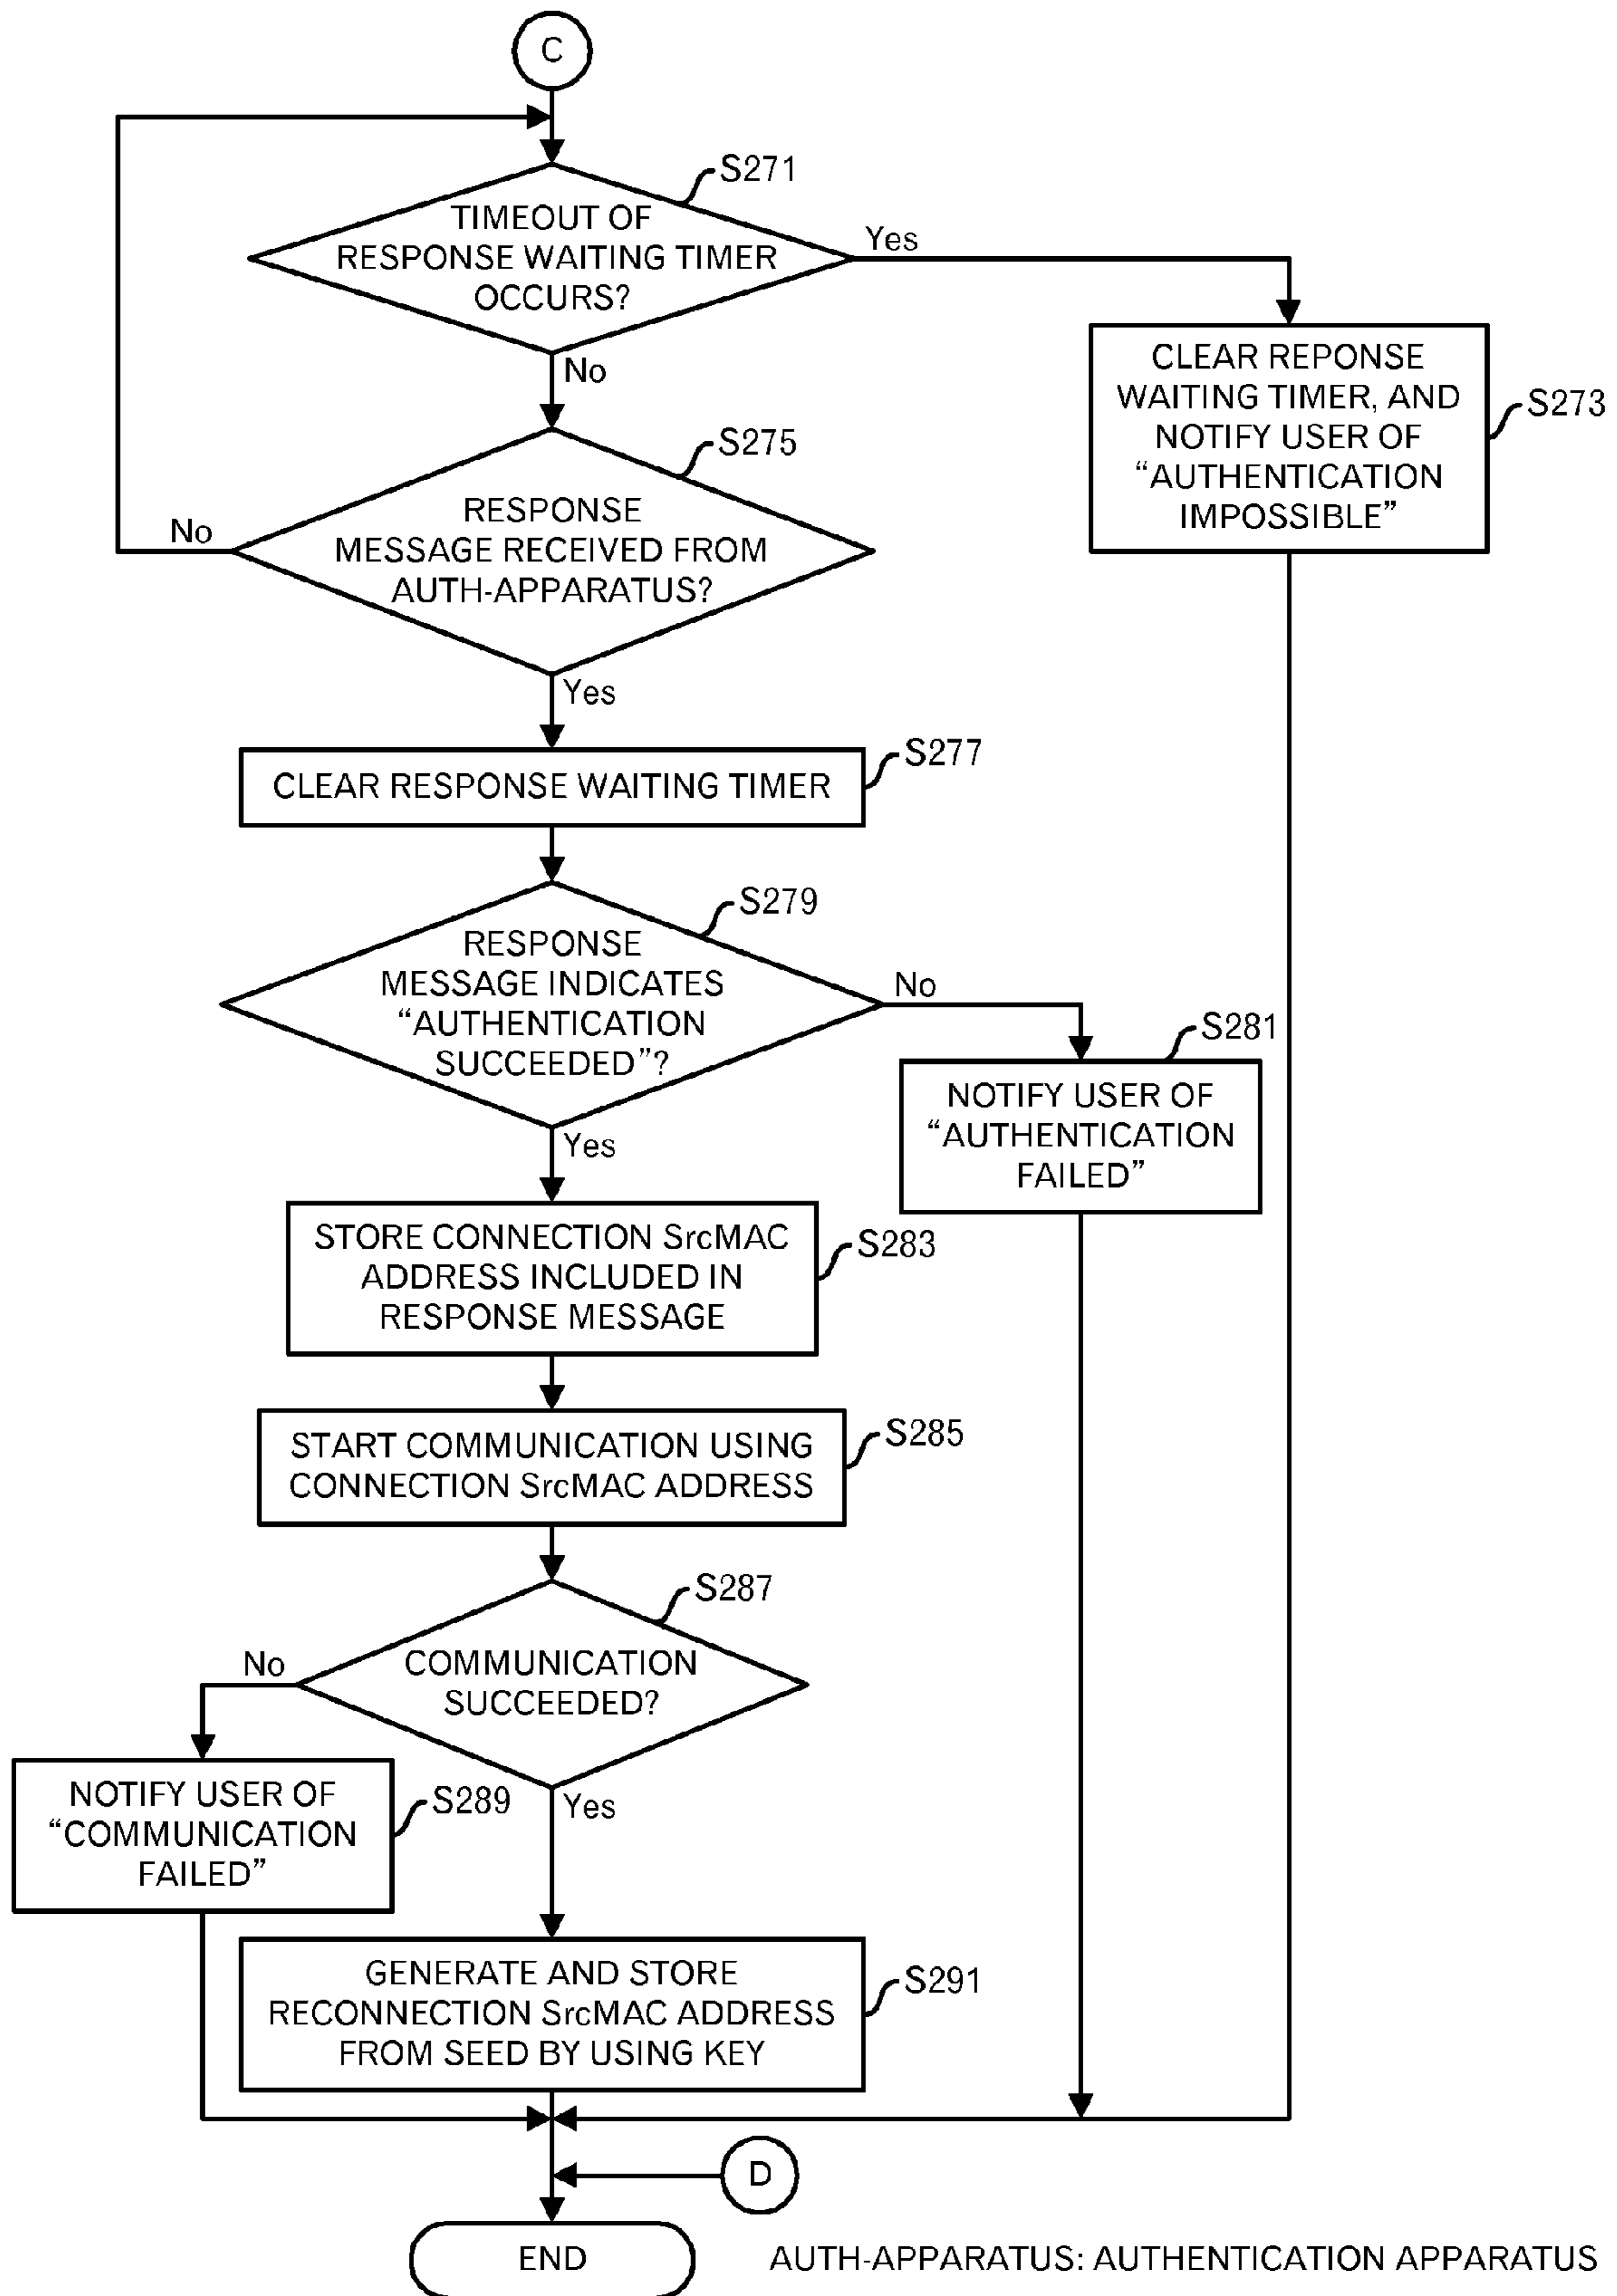 C
S271
TIMEOUT OF
RESPONSE WAITING TIMER
OCCURS?
Yes
No
CLEAR REPONSE
WAITING TIMER, AND
NOTIFY USER OF
“AUTHENTICATION
IMPOSSIBLE”
S273
S275
RESPONSE
MESSAGE RECEIVED FROM
AUTH-APPARATUS?
No
Yes
S277
CLEAR RESPONSE WAITING TIMER
S279
RESPONSE
MESSAGE INDICATES
“AUTHENTICATION
SUCCEEDED”?
No
Yes
S281
NOTIFY USER OF
“AUTHENTICATION
FAILED”
STORE CONNECTION SrcMAC
ADDRESS INCLUDED IN
RESPONSE MESSAGE
S283
START COMMUNICATION USING
CONNECTION SrcMAC ADDRESS
S285
S287
COMMUNICATION
SUCCEEDED?
No
Yes
NOTIFY USER OF
“COMMUNICATION
FAILED”
S289
GENERATE AND STORE
RECONNECTION SrcMAC ADDRESS
FROM SEED BY USING KEY
S291
D
END
AUTH-APPARATUS: AUTHENTICATION APPARATUS